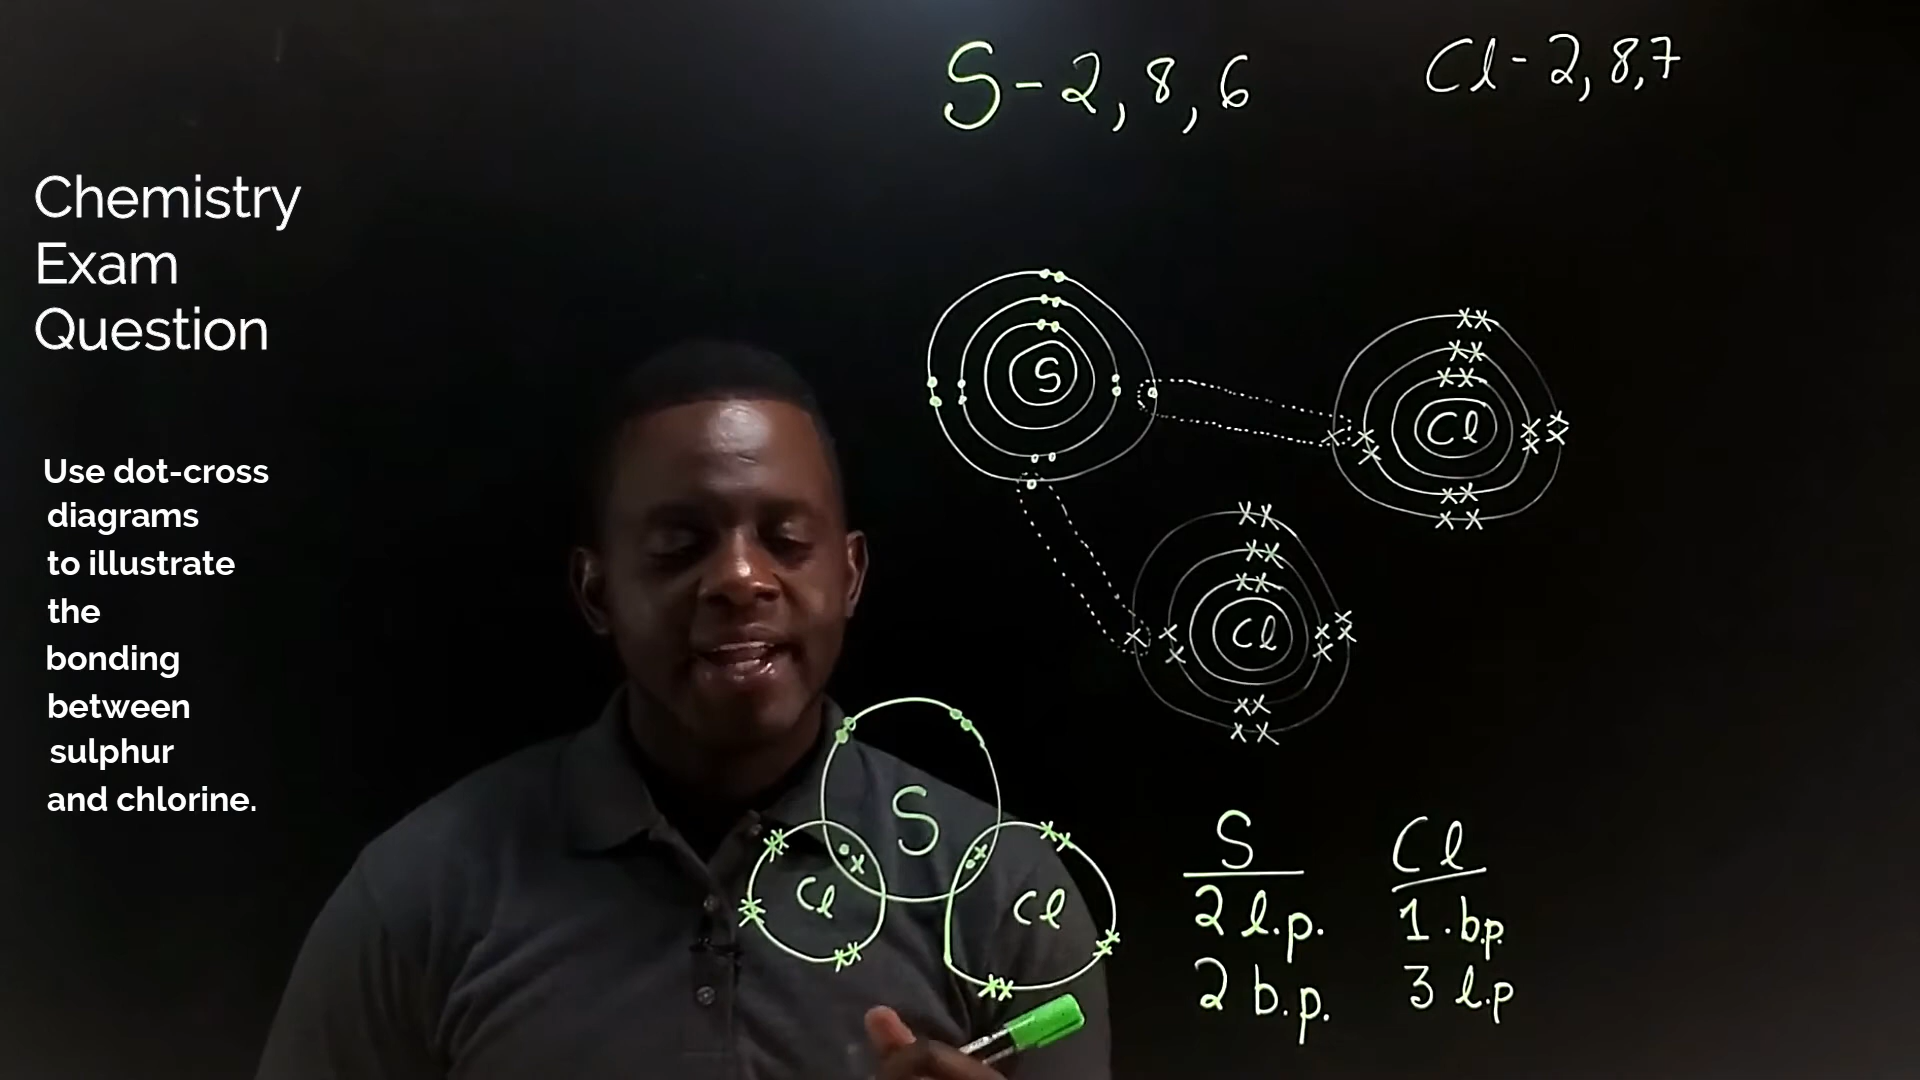 S - 2, 8, 6
Cl - 2, 8, 7
Chemistry
Exam
Question
Use dot-cross
diagrams
to illustrate
the
bonding
between
sulphur
and chlorine.
S
Cl
Cl
S
Cl
Cl
S
2 l.p.
2 b.p.
Cl
1 . b.p.
3 l.p